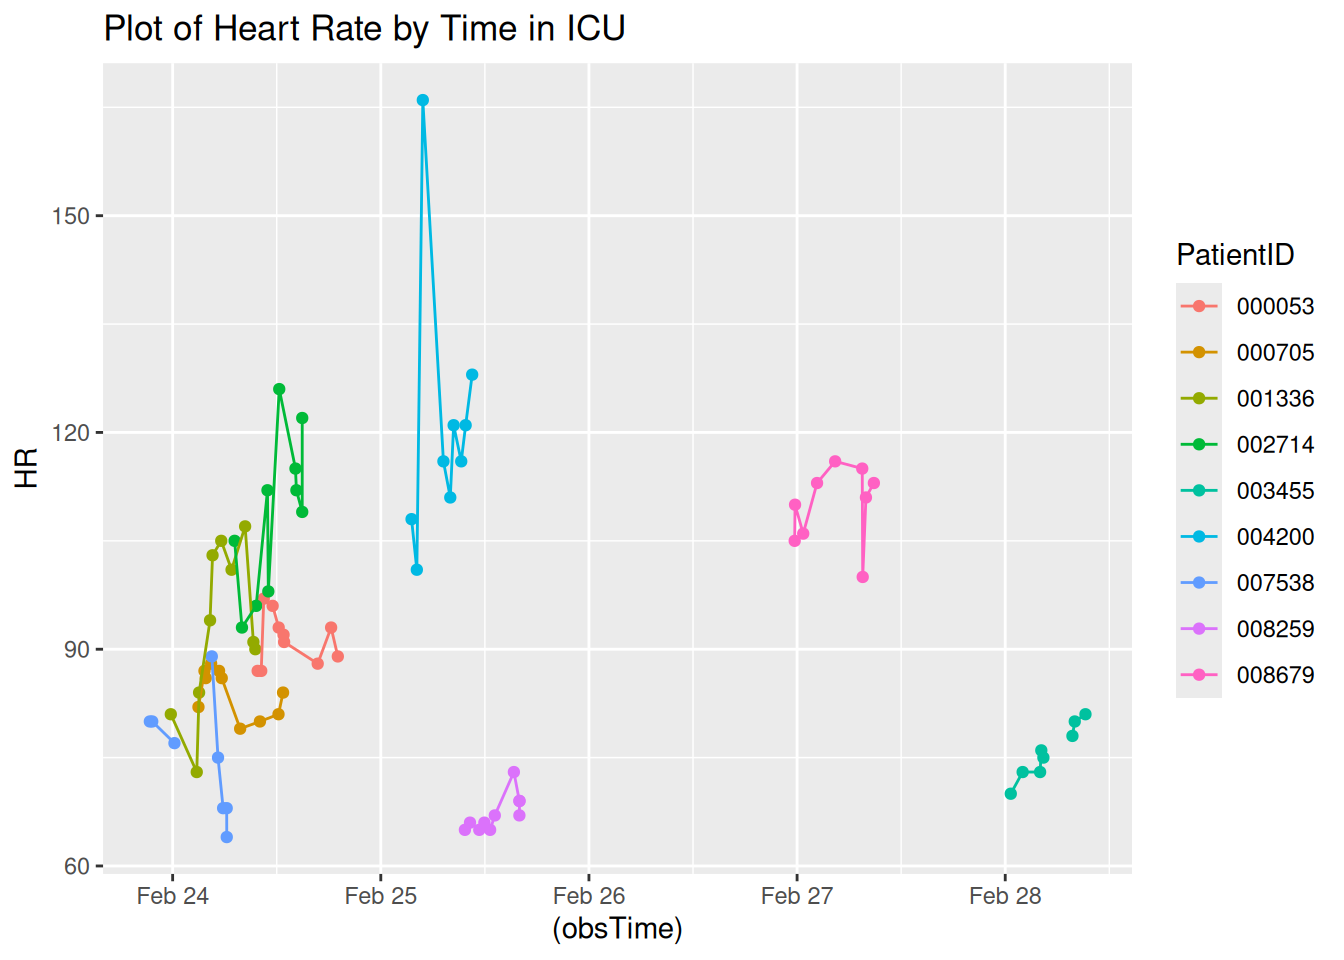 Plot of Heart Rate by Time in ICU
HR
150
120
90
60
Feb 24
Feb 25
Feb 26
Feb 27
Feb 28
(obsTime)
PatientID
000053
000705
001336
002714
003455
004200
007538
008259
008679